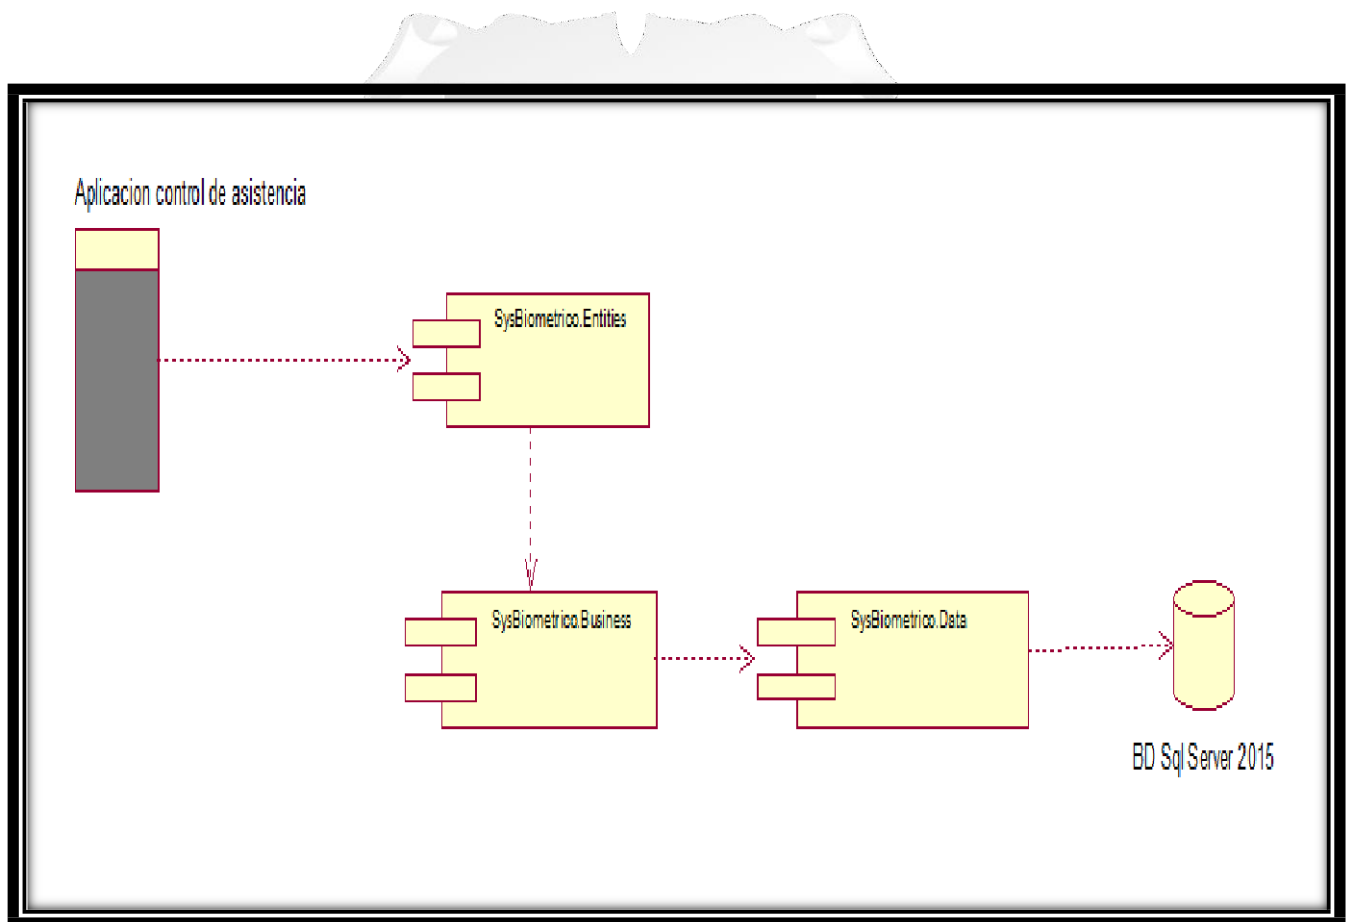 Aplicacion control de asistencia
SysBiometrico.Entities
SysBiometrico.Business
SysBiometrico.Data
BD Sql Server 2015